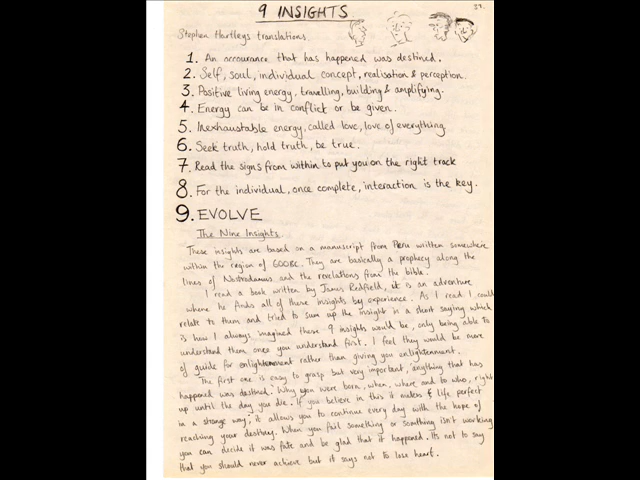 9 INSIGHTS
Stephen Hartleys translations.
1. An occurance that has happened was destined.
2. Self, soul, individual concept, realisation & perception.
3. Positive living energy, travelling, building & amplifying.
4. Energy can be in conflict or be given.
5. Inexhaustable energy, called love, love of everything.
6. Seek truth, hold truth, be true.
7. Read the signs from within to put you on the right track
8. For the individual, once complete, interaction is the key.
9. EVOLVE
The Nine Insights
These insights are based on a manuscript from Peru written somewhere
within the region of 600BC. They are basically a prophecy along the
lines of Nostrodamus and the revelations from the bible.
I read a book written by James Redfield, it is an adventure
where he finds all of these insights by experience. As I read I could
relate to them and tried to sum up the insight in a short saying which
is how I always imagined these 9 insights would be, only being able to
understand them once you understand first. I feel they would be more
of guide for enlightenment rather than giving you enlightenment.
The first one is easy to grasp but very important, anything that has
happened was destined. Why you were born, when, where and to who, right
up until the day you die. If you believe in this it makes life perfect
in a strange way, it allows you to continue every day with the hope of
reaching your destiny. When you fail something or something isn't working
you can decide it was fate and be glad that it happened. Its not to say
that you should never achieve but it says not to lose heart.